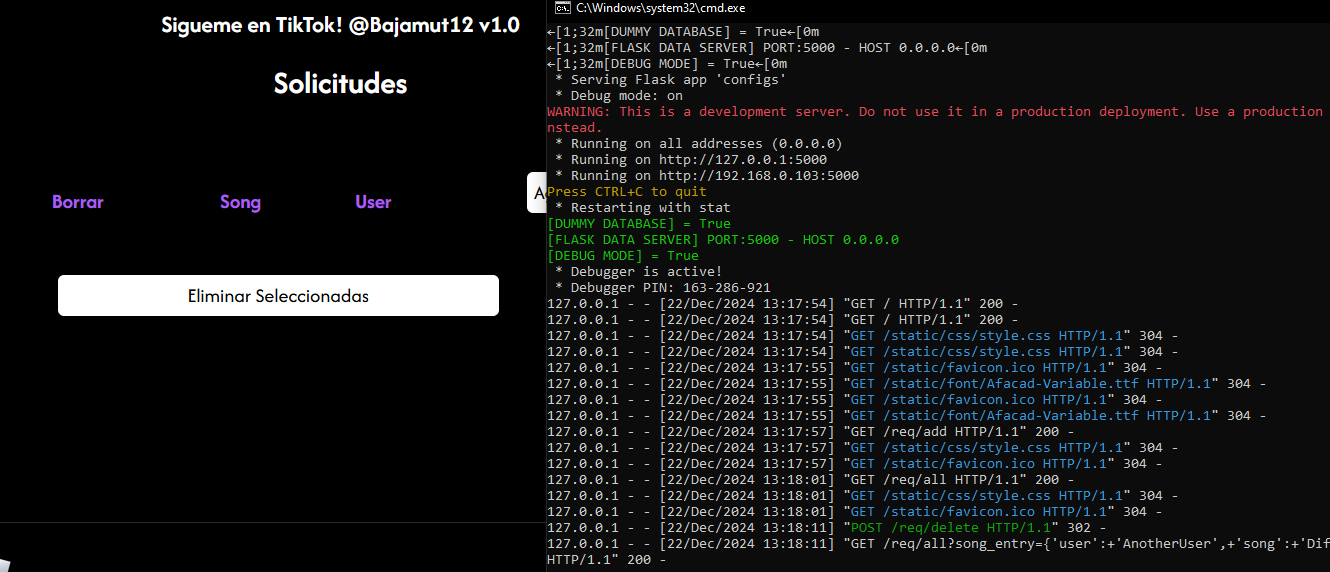 Sigueme en TikTok! @Bajamut12 v1.0
Solicitudes
Borrar Song User
A
Eliminar Seleccionadas
C:\Windows\system32\cmd.exe
←[1;32m[DUMMY DATABASE] = True←[0m
←[1;32m[FLASK DATA SERVER] PORT:5000 - HOST 0.0.0.0←[0m
←[1;32m[DEBUG MODE] = True←[0m
* Serving Flask app 'configs'
* Debug mode: on
WARNING: This is a development server. Do not use it in a production deployment. Use a production
nstead.
* Running on all addresses (0.0.0.0)
* Running on http://127.0.0.1:5000
* Running on http://192.168.0.103:5000
Press CTRL+C to quit
* Restarting with stat
[DUMMY DATABASE] = True
[FLASK DATA SERVER] PORT:5000 - HOST 0.0.0.0
[DEBUG MODE] = True
* Debugger is active!
* Debugger PIN: 163-286-921
127.0.0.1 - - [22/Dec/2024 13:17:54] "GET / HTTP/1.1" 200 -
127.0.0.1 - - [22/Dec/2024 13:17:54] "GET / HTTP/1.1" 200 -
127.0.0.1 - - [22/Dec/2024 13:17:54] "GET /static/css/style.css HTTP/1.1" 304 -
127.0.0.1 - - [22/Dec/2024 13:17:54] "GET /static/css/style.css HTTP/1.1" 304 -
127.0.0.1 - - [22/Dec/2024 13:17:55] "GET /static/favicon.ico HTTP/1.1" 304 -
127.0.0.1 - - [22/Dec/2024 13:17:55] "GET /static/font/Afacad-Variable.ttf HTTP/1.1" 304 -
127.0.0.1 - - [22/Dec/2024 13:17:55] "GET /static/favicon.ico HTTP/1.1" 304 -
127.0.0.1 - - [22/Dec/2024 13:17:55] "GET /static/font/Afacad-Variable.ttf HTTP/1.1" 304 -
127.0.0.1 - - [22/Dec/2024 13:17:57] "GET /req/add HTTP/1.1" 200 -
127.0.0.1 - - [22/Dec/2024 13:17:57] "GET /static/css/style.css HTTP/1.1" 304 -
127.0.0.1 - - [22/Dec/2024 13:17:57] "GET /static/favicon.ico HTTP/1.1" 304 -
127.0.0.1 - - [22/Dec/2024 13:18:01] "GET /req/all HTTP/1.1" 200 -
127.0.0.1 - - [22/Dec/2024 13:18:01] "GET /static/css/style.css HTTP/1.1" 304 -
127.0.0.1 - - [22/Dec/2024 13:18:01] "GET /static/favicon.ico HTTP/1.1" 304 -
127.0.0.1 - - [22/Dec/2024 13:18:11] "POST /req/delete HTTP/1.1" 302 -
127.0.0.1 - - [22/Dec/2024 13:18:11] "GET /req/all?song_entry={'user':+'AnotherUser',+'song':+'Dif
HTTP/1.1" 200 -